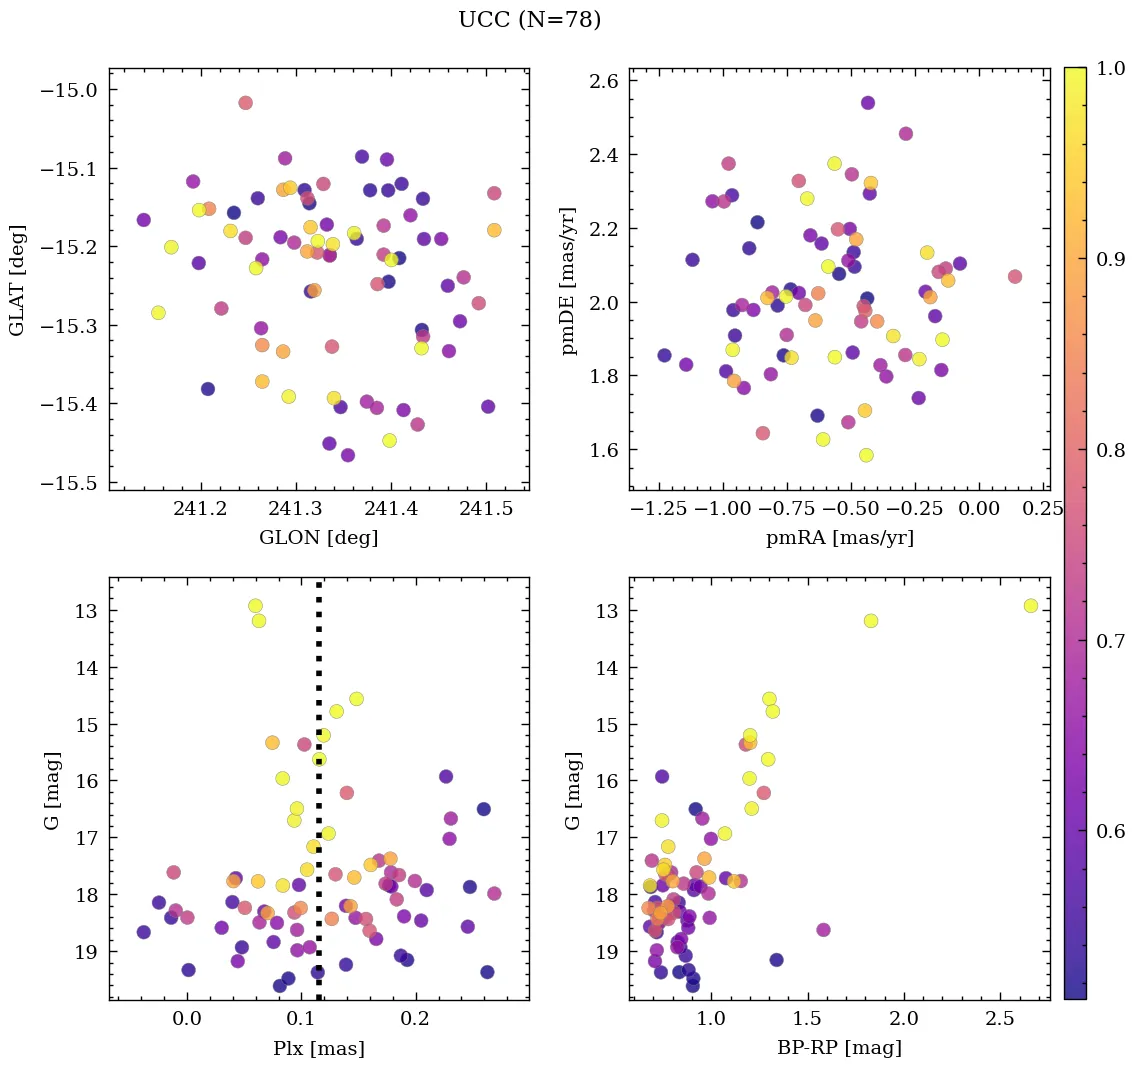 UCC (N=78)
−15.0
−15.1
−15.2
−15.3
−15.4
−15.5
GLAT [deg]
241.2 241.3 241.4 241.5
GLON [deg]
2.6
2.4
2.2
2.0
1.8
1.6
pmDE [mas/yr]
−1.25 −1.00 −0.75 −0.50 −0.25 0.00 0.25
pmRA [mas/yr]
13
14
15
16
17
18
19
G [mag]
0.0 0.1 0.2
Plx [mas]
13
14
15
16
17
18
19
G [mag]
1.0 1.5 2.0 2.5
BP-RP [mag]
1.0
0.9
0.8
0.7
0.6